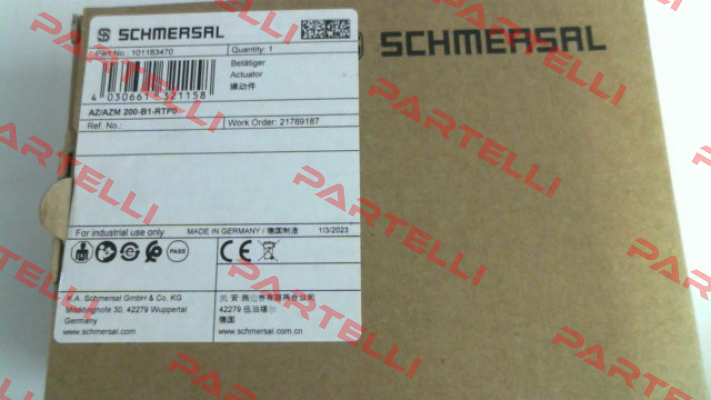 SCHMERSAL
SCHMERSAL
Part No. 101183470
Quantity: 1
Betätiger
Actuator
4 030661 321158
AZ/AZM 200-B1-RTP0
Ref. No.:
Work Order: 21789187
For industrial use only
MADE IN GERMANY / 德国制造
1/3/2023
PASS
CE
K.A. Schmersal GmbH & Co. KG
Möddinghofe 30, 42279 Wuppertal
Germany
www.schmersal.com
42279
德国
www.schmersal.com.cn
PARTELLI
PARTELLI
PARTELLI
PARTELLI
PARTELLI